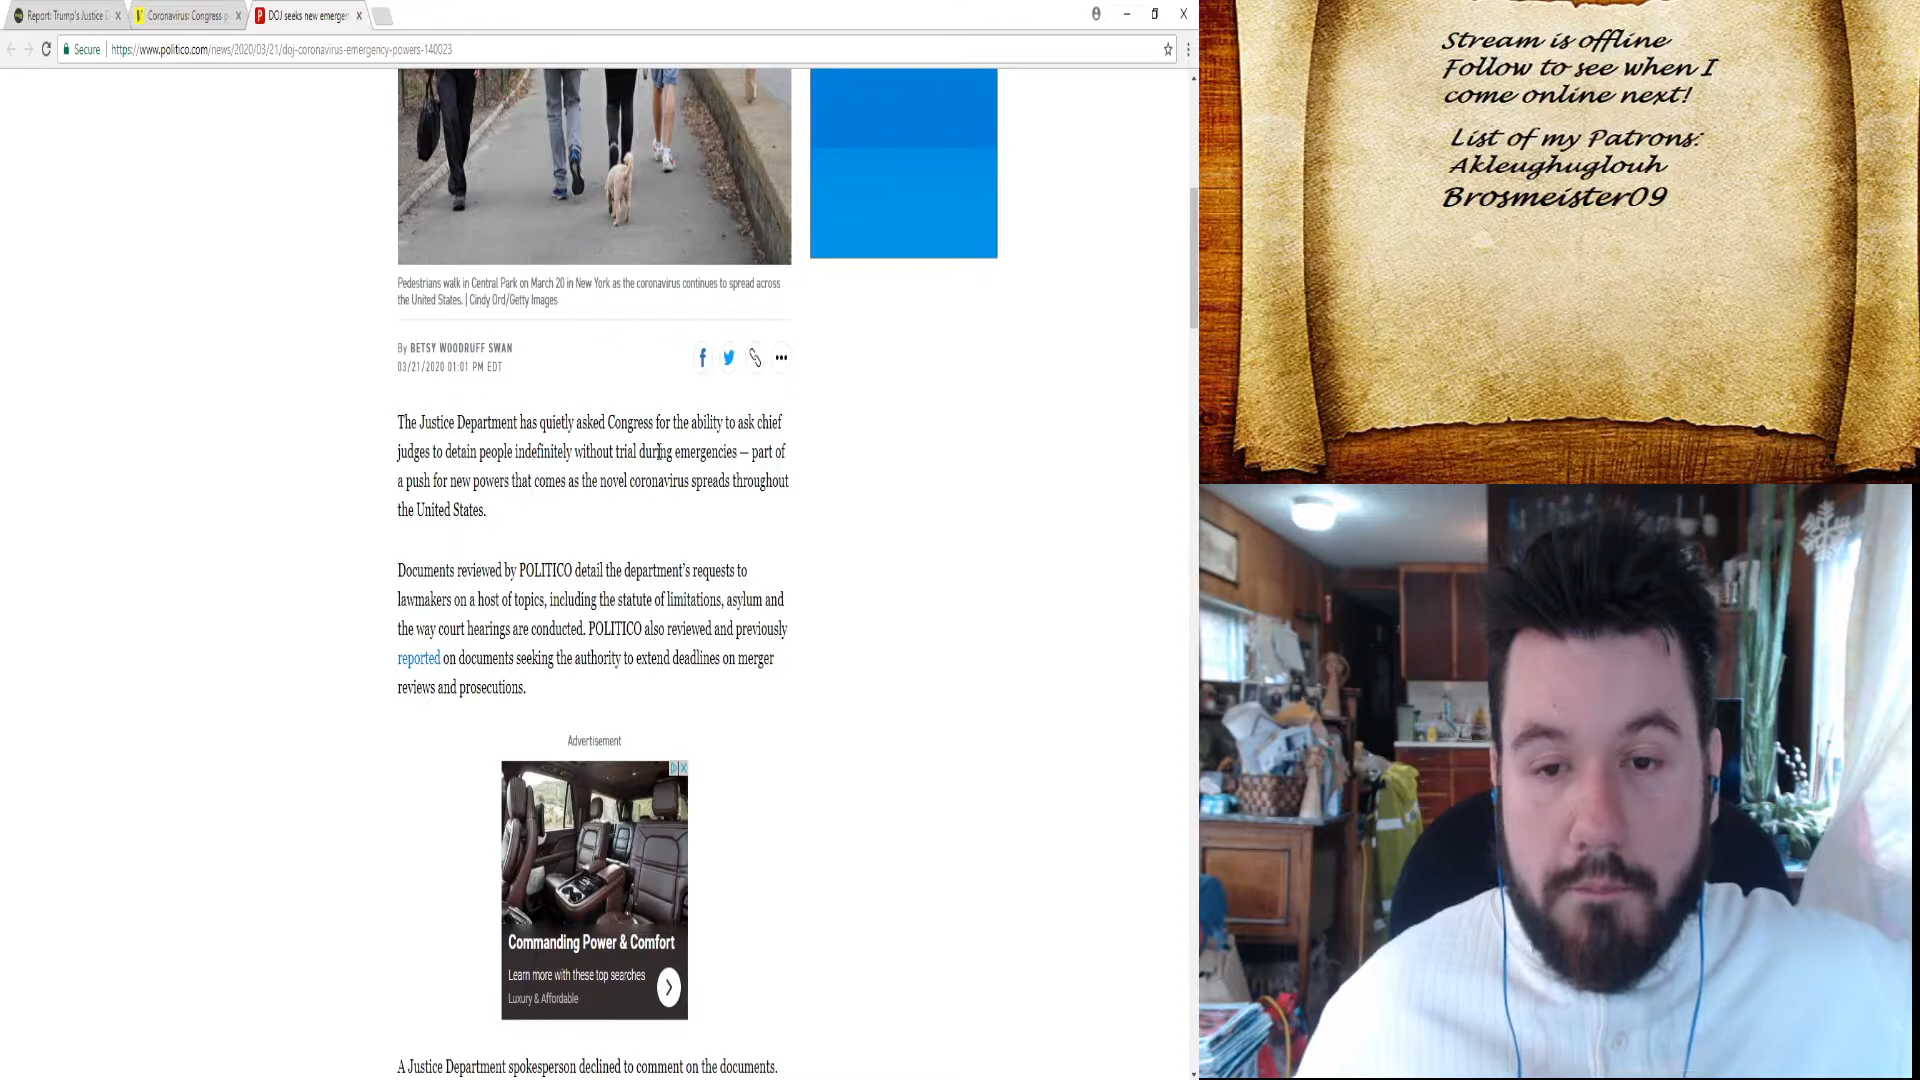 Report: Trump's Justice D
Coronavirus: Congress p
DOJ seeks new emergen
Secure
https://www.politico.com/news/2020/03/21/doj-coronavirus-emergency-powers-140023
Pedestrians walk in Central Park on March 20 in New York as the coronavirus continues to spread across
the United States. | Cindy Ord/Getty Images
By BETSY WOODRUFF SWAN
03/21/2020 01:01 PM EDT
The Justice Department has quietly asked Congress for the ability to ask chief
judges to detain people indefinitely without trial during emergencies — part of
a push for new powers that comes as the novel coronavirus spreads throughout
the United States.
Documents reviewed by POLITICO detail the department's requests to
lawmakers on a host of topics, including the statute of limitations, asylum and
the way court hearings are conducted. POLITICO also reviewed and previously
reported on documents seeking the authority to extend deadlines on merger
reviews and prosecutions.
Advertisement
Commanding Power & Comfort
Learn more with these top searches
Luxury & Affordable
A Justice Department spokesperson declined to comment on the documents.
Stream is offline
Follow to see when I
come online next!
List of my Patrons:
Akleughuglouh
Brosmeister09